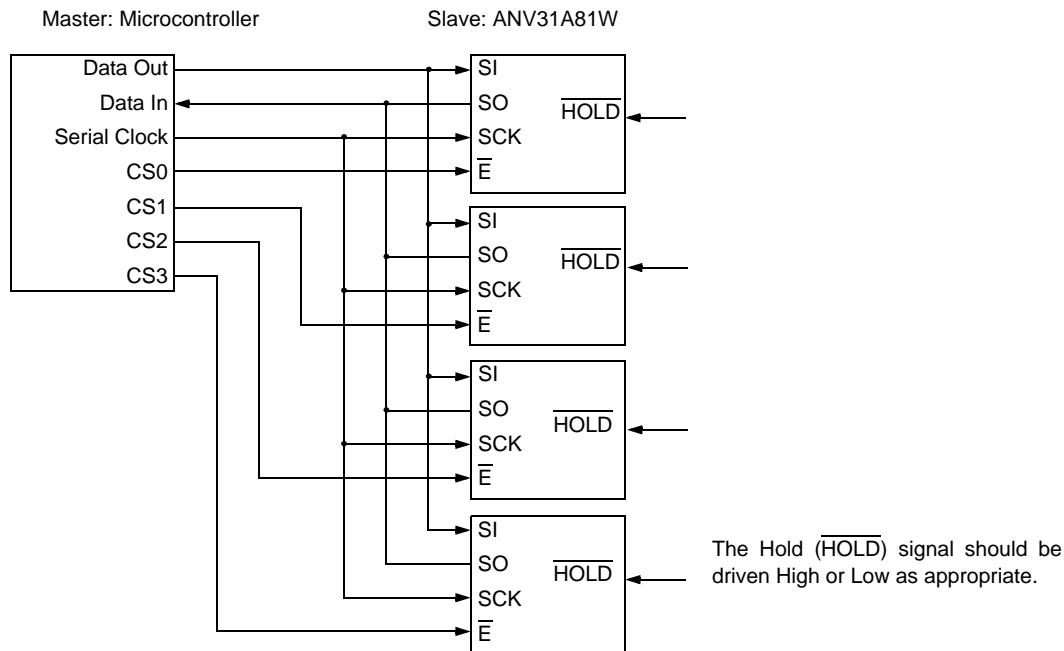 Master: Microcontroller
Slave: ANV31A81W
Data Out
Data In
Serial Clock
CS0
CS1
CS2
CS3
SI
SO
SCK
E
HOLD
SI
SO
SCK
E
HOLD
SI
SO
SCK
E
HOLD
SI
SO
SCK
E
HOLD
The Hold (HOLD) signal should be
driven High or Low as appropriate.